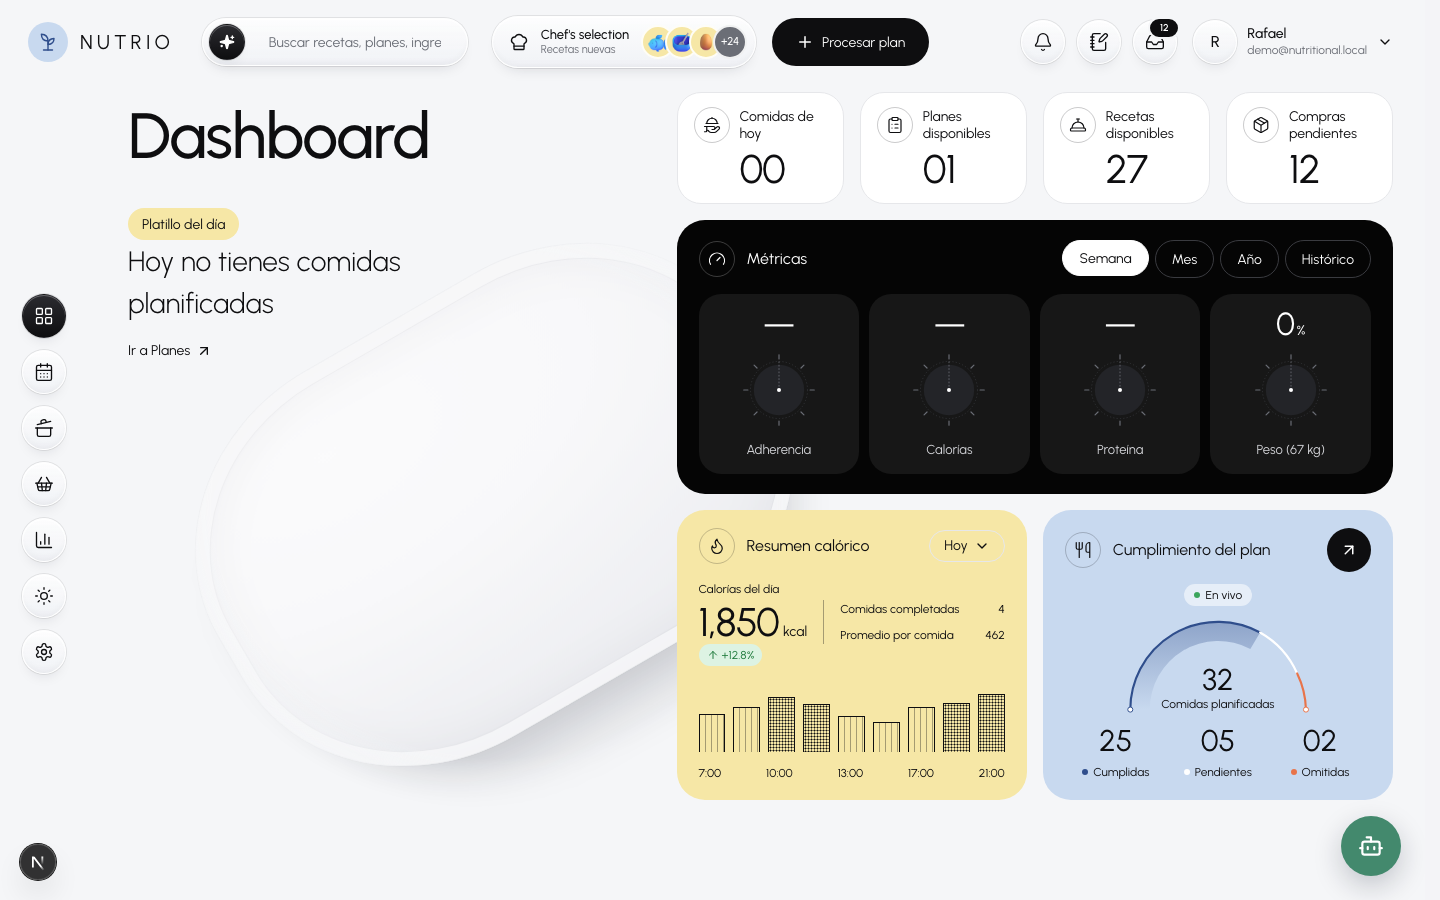 NUTRIO
Buscar recetas, planes, ingre
Chef's selection
Recetas nuevas
+24
Procesar plan
12
R
Rafael
demo@nutritional.local
Dashboard
Platillo del día
Hoy no tienes comidas
planificadas
Ir a Planes
Comidas de
hoy
00
Planes
disponibles
01
Recetas
disponibles
27
Compras
pendientes
12
Métricas
Semana
Mes
Año
Histórico
—
Adherencia
—
Calorías
—
Proteína
0%
Peso (67 kg)
Resumen calórico
Hoy
Calorías del día
1,850 kcal
+12.8%
Comidas completadas 4
Promedio por comida 462
7:00 10:00 13:00 17:00 21:00
Cumplimiento del plan
En vivo
32
Comidas planificadas
25
Cumplidas
05
Pendientes
02
Omitidas
N